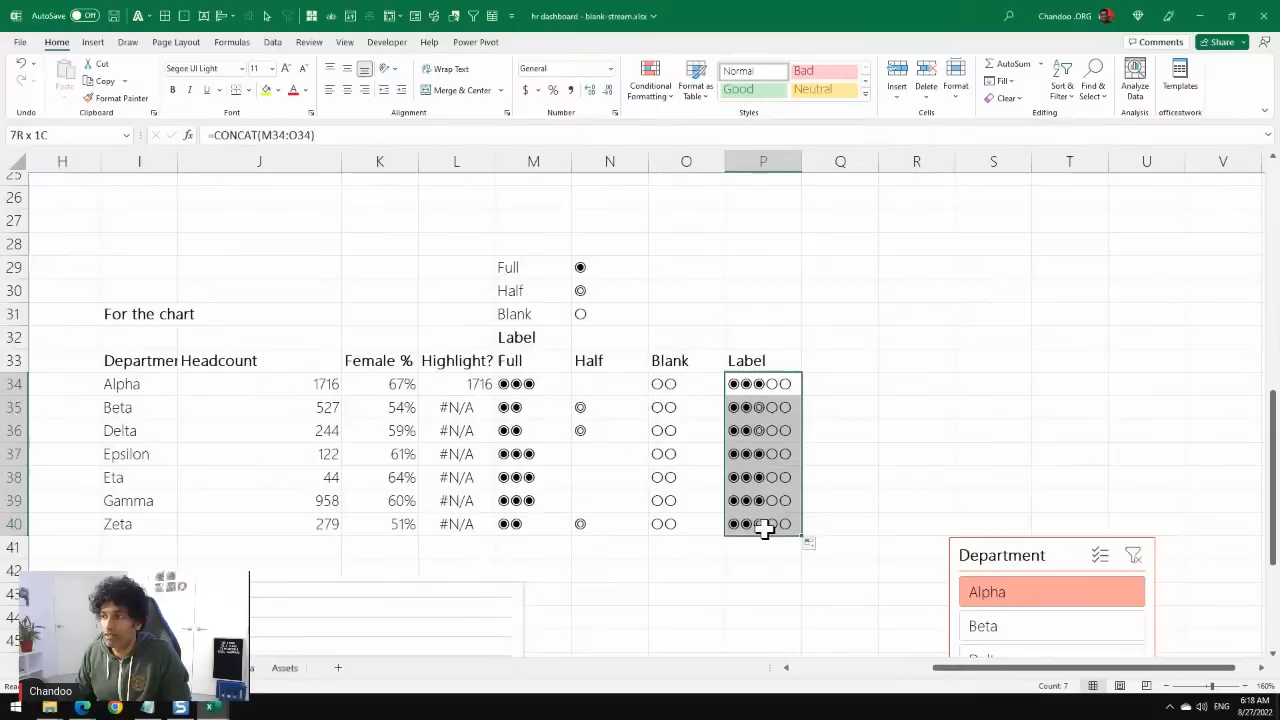 AutoSave Off hr dashboard - blank-stream.xlsx Chandoo .ORG
File Home Insert Draw Page Layout Formulas Data Review View Developer Help Power Pivot Comments Share
Paste Cut Copy Format Painter
Segoe UI Light 11
Wrap Text Merge & Center
General
Conditional Formatting Format as Table
Normal Bad
Good Neutral
Insert Delete Format
AutoSum Fill Clear
Sort & Filter Find & Select Analyze Data Templates
Undo Clipboard Font Alignment Number Styles Cells Editing Analysis officeatwork
7R x 1C fx =CONCAT(M34:O34)
H I J K L M N O P Q R S T U V
25
26
27
28
29 Full ◉
30 Half ◎
31 For the chart Blank ○
32 Label
33 Departmer Headcount Female % Highlight? Full Half Blank Label
34 Alpha 1716 67% 1716 ◉◉◉ ○○ ◉◉◉○○
35 Beta 527 54% #N/A ◉◉ ◎ ○○ ◉◉◎○○
36 Delta 244 59% #N/A ◉◉ ◎ ○○ ◉◉◎○○
37 Epsilon 122 61% #N/A ◉◉◉ ○○ ◉◉◉○○
38 Eta 44 64% #N/A ◉◉◉ ○○ ◉◉◉○○
39 Gamma 958 60% #N/A ◉◉◉ ○○ ◉◉◉○○
40 Zeta 279 51% #N/A ◉◉ ◎ ○○ ◉◉◎○○
41
42
Department
Alpha
Beta
Assets
Chandoo
Count: 7 160%
ENG 6:18 AM
8/27/2022